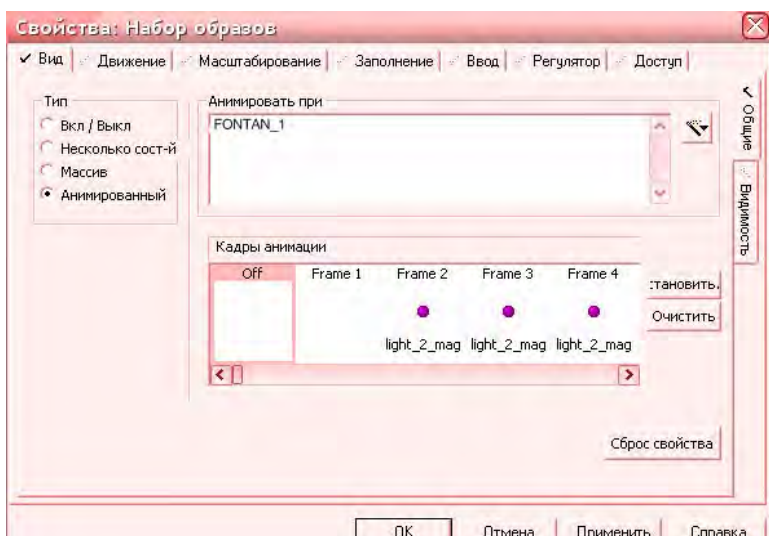 Свойства: Набор образов
Вид Движение Масштабирование Заполнение Ввод Регулятор Доступ
Общие
Видимость
Тип
Вкл / Выкл
Несколько сост-й
Массив
Анимированный
Анимировать при
FONTAN_1
Кадры анимации
Off Frame 1 Frame 2 Frame 3 Frame 4
light_2_mag light_2_mag light_2_mag
становить.
Очистить
Сброс свойства
OK Отмена Применить Справка